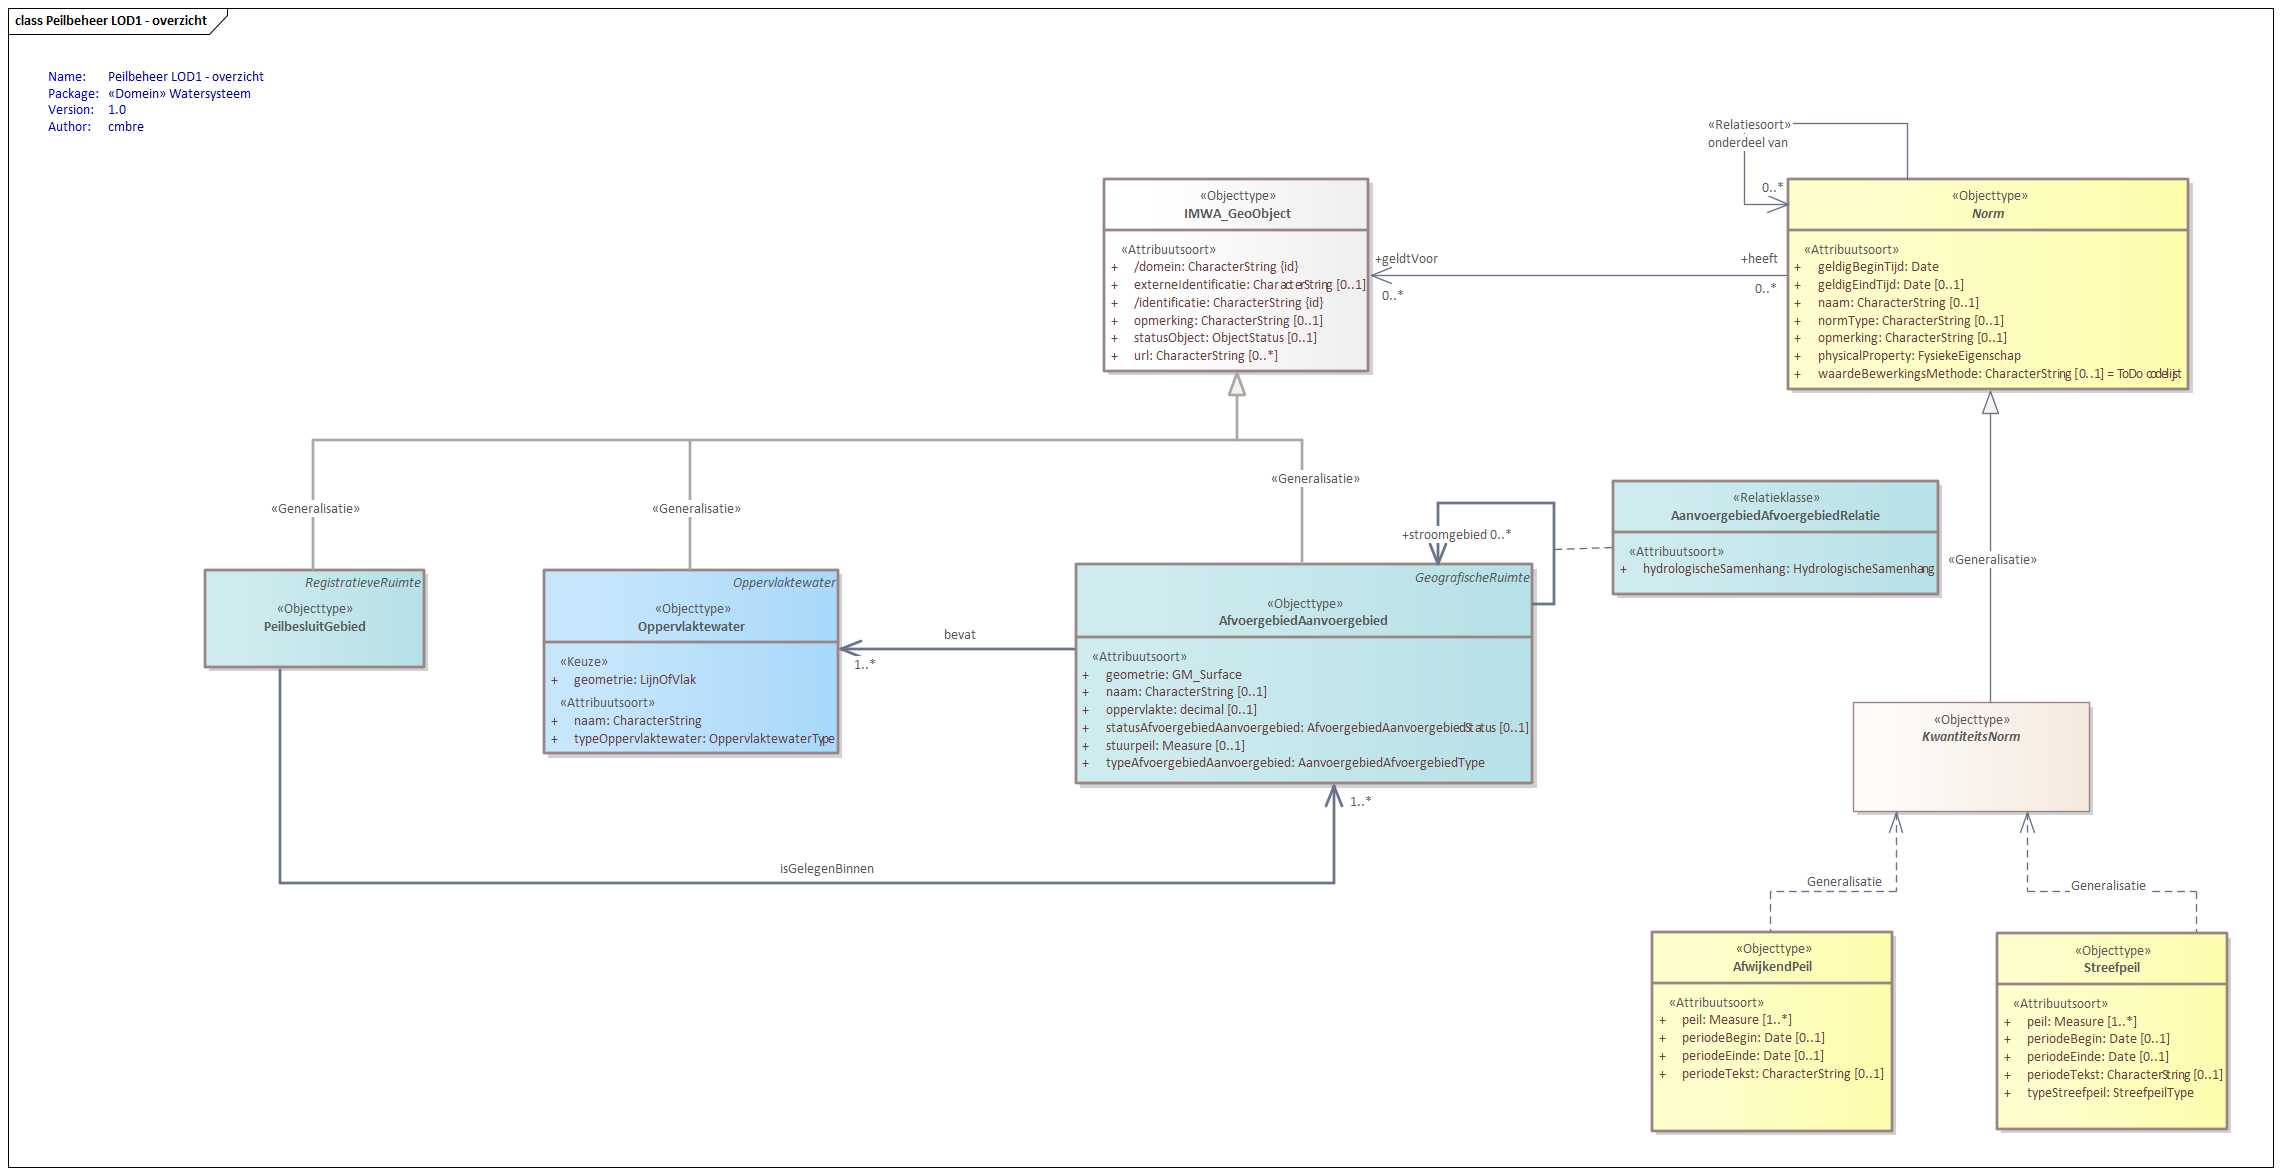 class Peilbeheer LOD1 - overzicht
Name: Peilbeheer LOD1 - overzicht
Package: «Domein» Watersysteem
Version: 1.0
Author: cmbre
«Relatiesoort»
onderdeel van
0..*
«Objecttype»
IMWA_GeoObject
«Attribuutsoort»
+ /domein: CharacterString {id}
+ externeIdentificatie: CharacterString [0..1]
+ /identificatie: CharacterString {id}
+ opmerking: CharacterString [0..1]
+ statusObject: ObjectStatus [0..1]
+ url: CharacterString [0..*]
+geldtVoor
0..*
+heeft
0..*
«Objecttype»
Norm
«Attribuutsoort»
+ geldigBeginTijd: Date
+ geldigEindTijd: Date [0..1]
+ naam: CharacterString [0..1]
+ normType: CharacterString [0..1]
+ opmerking: CharacterString [0..1]
+ physicalProperty: FysiekeEigenschap
+ waardeBewerkingsMethode: CharacterString [0..1] = ToDo codelijst
«Generalisatie»
«Generalisatie»
«Generalisatie»
«Generalisatie»
+stroomgebied 0..*
«Relatieklasse»
AanvoergebiedAfvoergebiedRelatie
«Attribuutsoort»
+ hydrologischeSamenhang: HydrologischeSamenhang
RegistratieveRuimte
«Objecttype»
PeilbesluitGebied
Oppervlaktewater
«Objecttype»
Oppervlaktewater
«Keuze»
+ geometrie: LijnOfVlak
«Attribuutsoort»
+ naam: CharacterString
+ typeOppervlaktewater: OppervlaktewaterType
bevat
1..*
GeografischeRuimte
«Objecttype»
AfvoergebiedAanvoergebied
«Attribuutsoort»
+ geometrie: GM_Surface
+ naam: CharacterString [0..1]
+ oppervlakte: decimal [0..1]
+ statusAfvoergebiedAanvoergebied: AfvoergebiedAanvoergebiedStatus [0..1]
+ stuurpeil: Measure [0..1]
+ typeAfvoergebiedAanvoergebied: AanvoergebiedAfvoergebiedType
1..*
isGelegenBinnen
«Objecttype»
KwantiteitsNorm
Generalisatie
Generalisatie
«Objecttype»
AfwijkendPeil
«Attribuutsoort»
+ peil: Measure [1..*]
+ periodeBegin: Date [0..1]
+ periodeEinde: Date [0..1]
+ periodeTekst: CharacterString [0..1]
«Objecttype»
Streefpeil
«Attribuutsoort»
+ peil: Measure [1..*]
+ periodeBegin: Date [0..1]
+ periodeEinde: Date [0..1]
+ periodeTekst: CharacterString [0..1]
+ typeStreefpeil: StreefpeilType